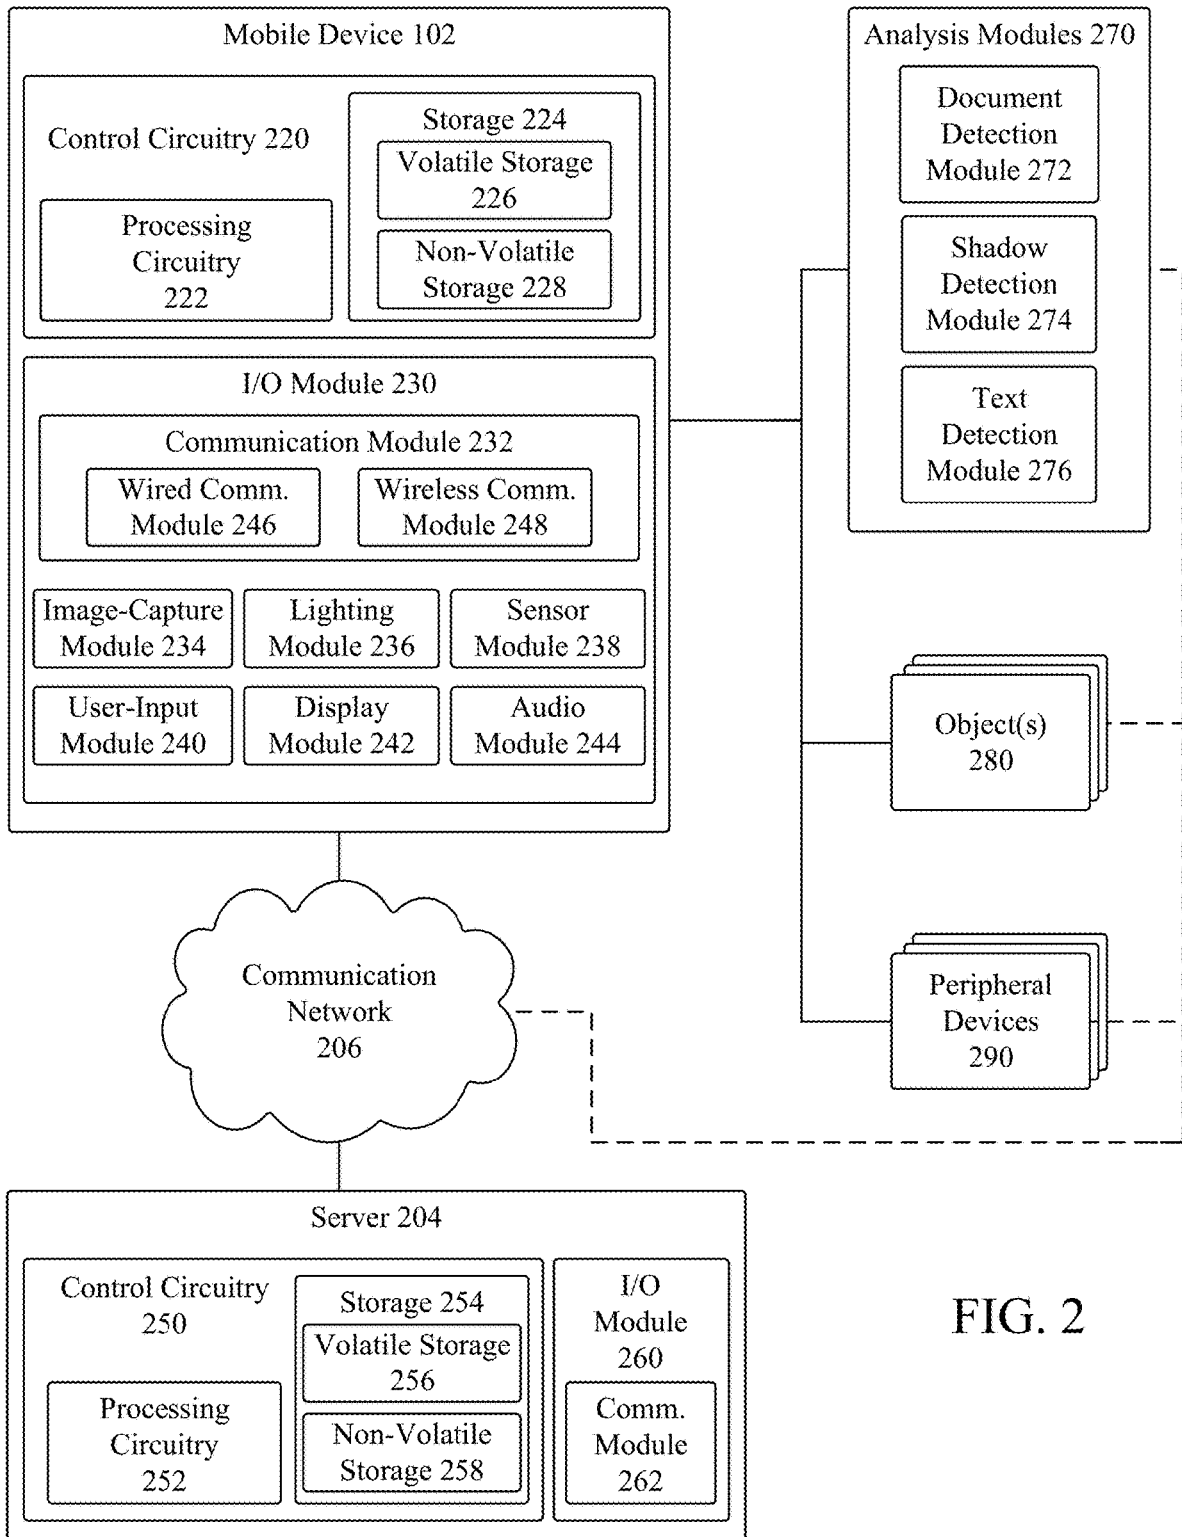 Mobile Device 102
Control Circuitry 220
Processing
Circuitry
222
Storage 224
Volatile Storage
226
Non-Volatile
Storage 228
I/O Module 230
Communication Module 232
Wired Comm.
Module 246
Wireless Comm.
Module 248
Image-Capture
Module 234
Lighting
Module 236
Sensor
Module 238
User-Input
Module 240
Display
Module 242
Audio
Module 244
Analysis Modules 270
Document
Detection
Module 272
Shadow
Detection
Module 274
Text
Detection
Module 276
Object(s)
280
Peripheral
Devices
290
Communication
Network
206
Server 204
Control Circuitry
250
Processing
Circuitry
252
Storage 254
Volatile Storage
256
Non-Volatile
Storage 258
I/O
Module
260
Comm.
Module
262
FIG. 2